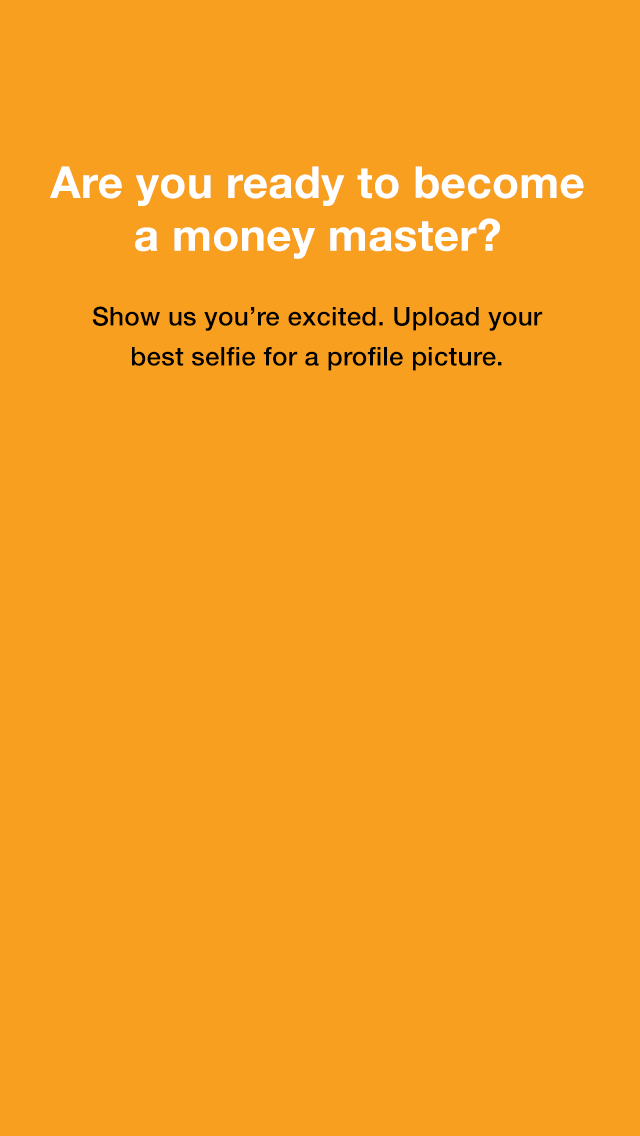 Are you ready to become
a money master?
Show us you’re excited. Upload your
best selfie for a profile picture.